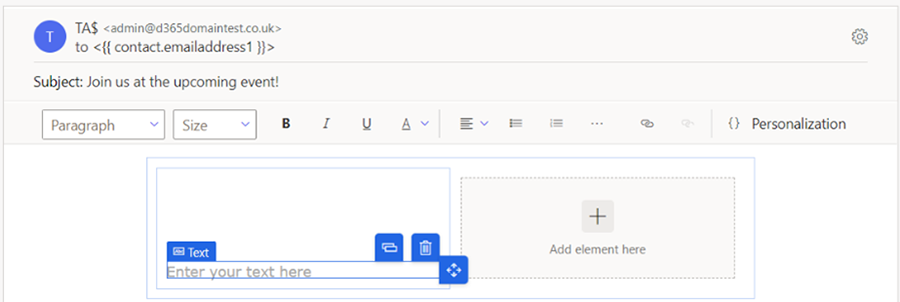 T
TA$ <admin@d365domaintest.co.uk>
to <{{ contact.emailaddress1 }}>
Subject: Join us at the upcoming event!
Paragraph Size B I U A ... {} Personalization
Text
Enter your text here
+
Add element here